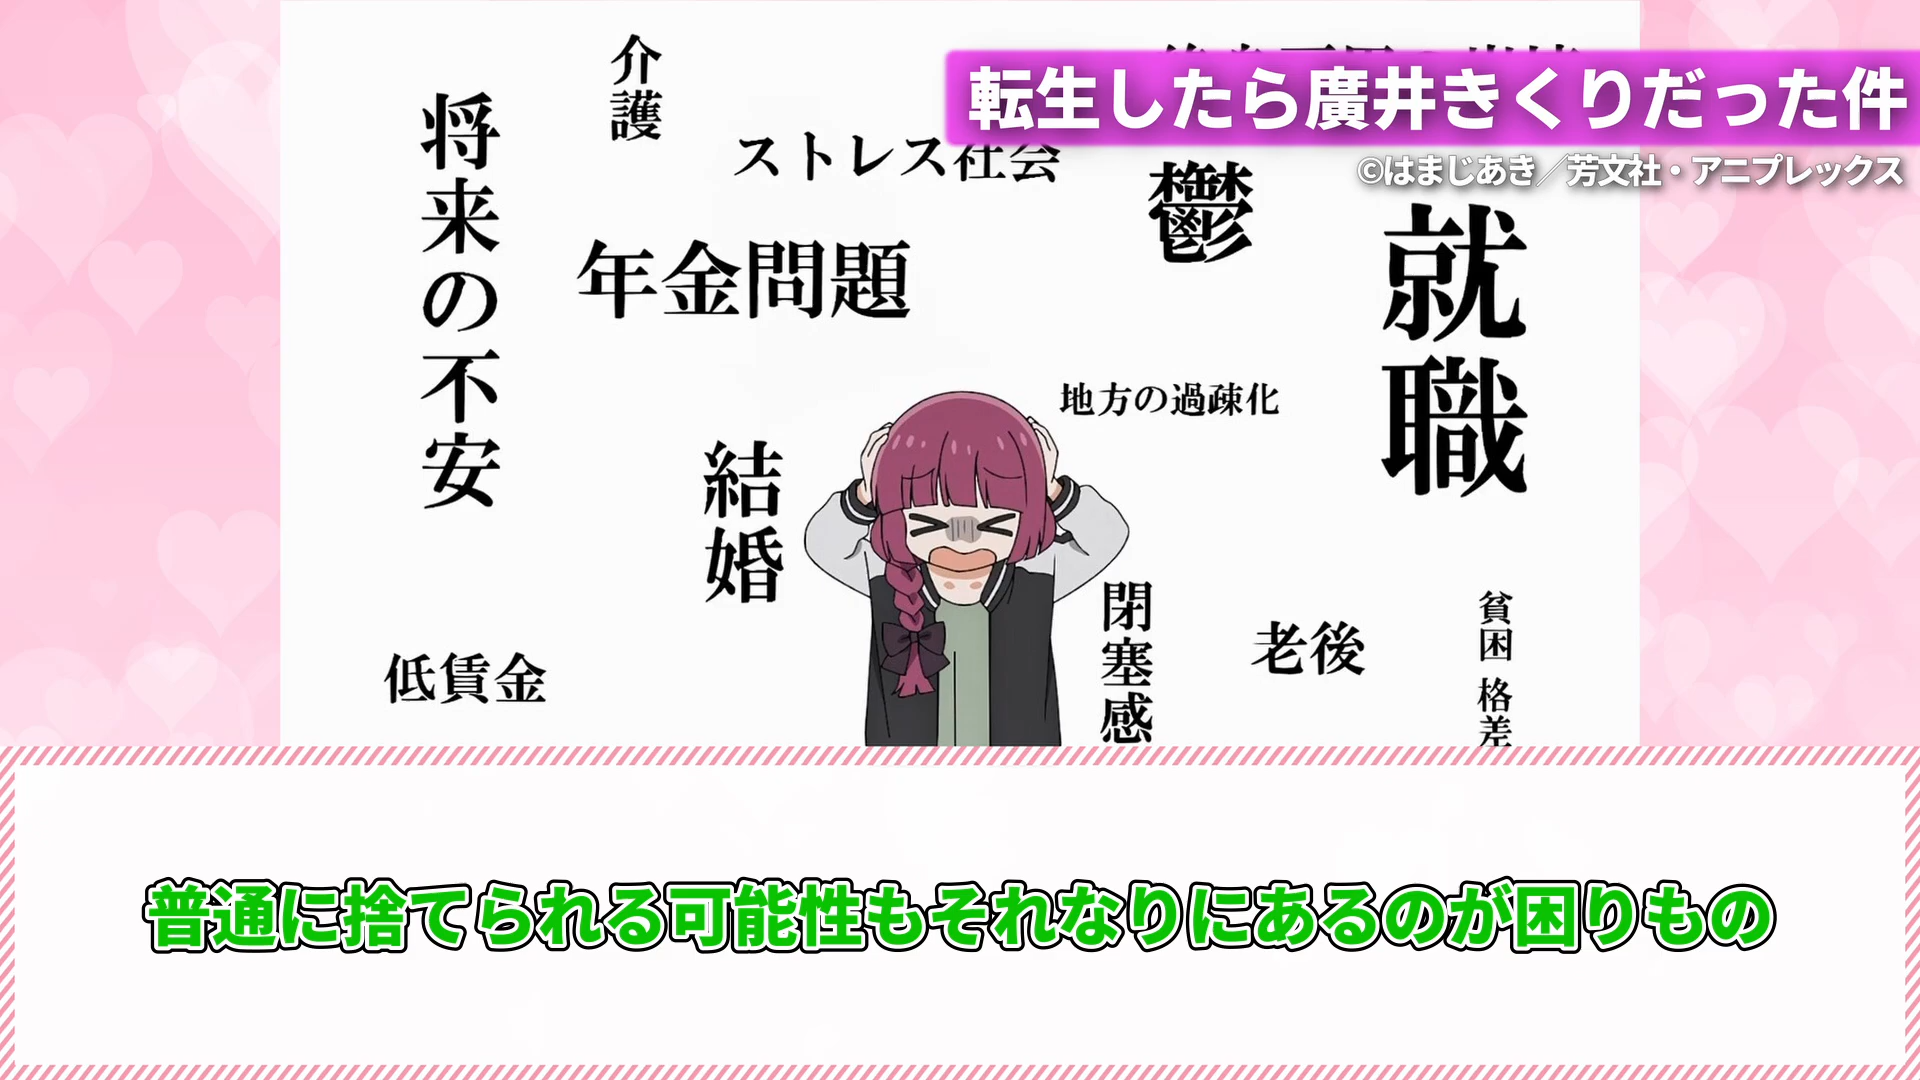 転生したら廣井きくりだった件
©はまじあき／芳文社・アニプレックス
介護
将来の不安
ストレス社会
鬱
就職
年金問題
地方の過疎化
結婚
閉塞感
老後
貧困 格差
低賃金
普通に捨てられる可能性もそれなりにあるのが困りもの